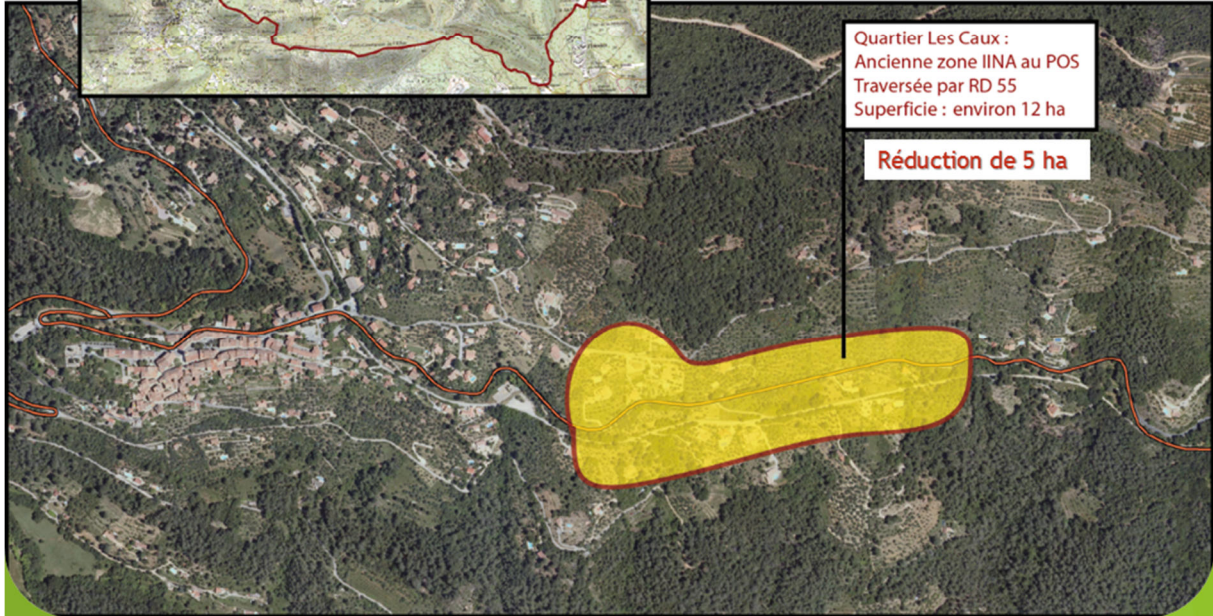 Quartier Les Caux :
Ancienne zone IINA au POS
Traversée par RD 55
Superficie : environ 12 ha
Réduction de 5 ha